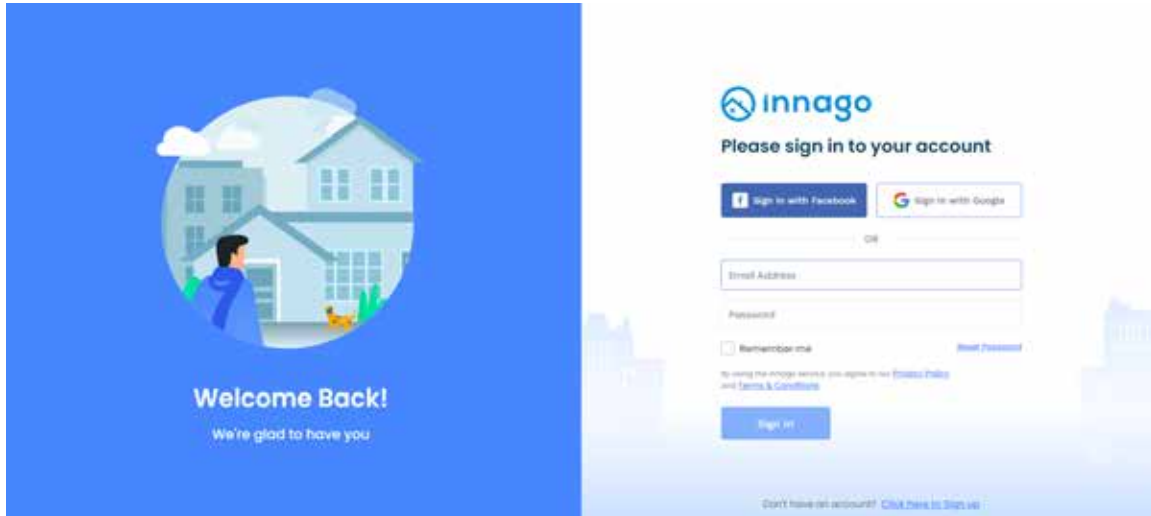 Welcome Back!
We're glad to have you
innago
Please sign in to your account
Sign in with Facebook
Sign in with Google
OR
Email Address
Password
Remember me
Reset Password
By using the Innago service, you agree to our Privacy Policy
and Terms & Conditions
Sign In
Don't have an account? Click Here to Sign up